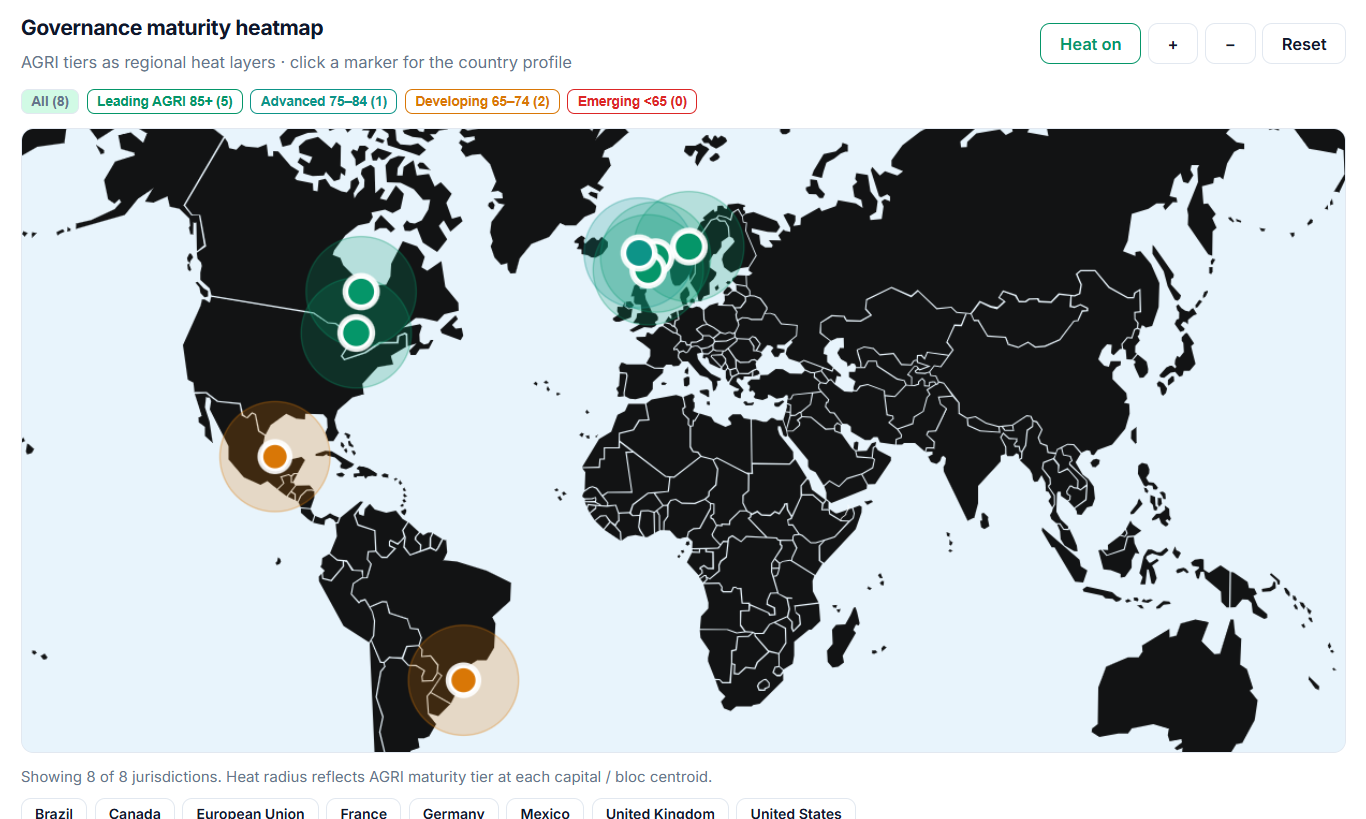 Governance maturity heatmap
AGRI tiers as regional heat layers · click a marker for the country profile
Heat on
+
−
Reset
All (8)
Leading AGRI 85+ (5)
Advanced 75–84 (1)
Developing 65–74 (2)
Emerging <65 (0)
Showing 8 of 8 jurisdictions. Heat radius reflects AGRI maturity tier at each capital / bloc centroid.
Brazil
Canada
European Union
France
Germany
Mexico
United Kingdom
United States